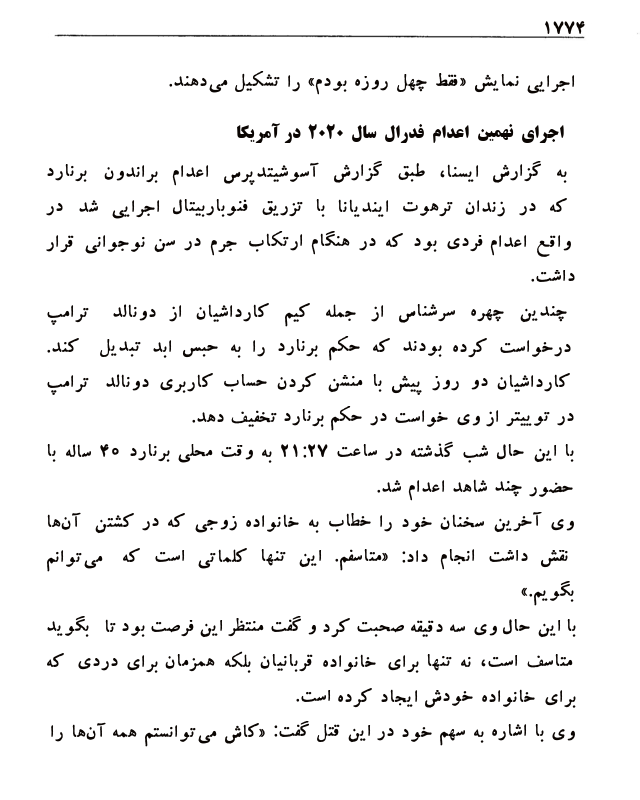 ۱۷۷۴
اجرایی نمایش «فقط چهل روزه بودم» را تشکیل می‌دهند.
اجرای نهمین اعدام فدرال سال ۲۰۲۰ در آمریکا
به گزارش ایسنا، طبق گزارش آسوشیتدپرس اعدام براندون برنارد
که در زندان ترهوت ایندیانا با تزریق فنوباربیتال اجرایی شد در
واقع اعدام فردی بود که در هنگام ارتکاب جرم در سن نوجوانی قرار
داشت.
چندین چهره سرشناس از جمله کیم کارداشیان از دونالد ترامپ
درخواست کرده بودند که حکم برنارد را به حبس ابد تبدیل کند.
کارداشیان دو روز پیش با منشن کردن حساب کاربری دونالد ترامپ
در توییتر از وی خواست در حکم برنارد تخفیف دهد.
با این حال شب گذشته در ساعت ۲۱:۲۷ به وقت محلی برنارد ۴۰ ساله با
حضور چند شاهد اعدام شد.
وی آخرین سخنان خود را خطاب به خانواده زوجی که در کشتن آن‌ها
نقش داشت انجام داد: «متاسفم. این تنها کلماتی است که می‌توانم
بگویم.»
با این حال وی سه دقیقه صحبت کرد و گفت منتظر این فرصت بود تا بگوید
متاسف است، نه تنها برای خانواده قربانیان بلکه همزمان برای دردی که
برای خانواده خودش ایجاد کرده است.
وی با اشاره به سهم خود در این قتل گفت: «کاش می‌توانستم همه آن‌ها را